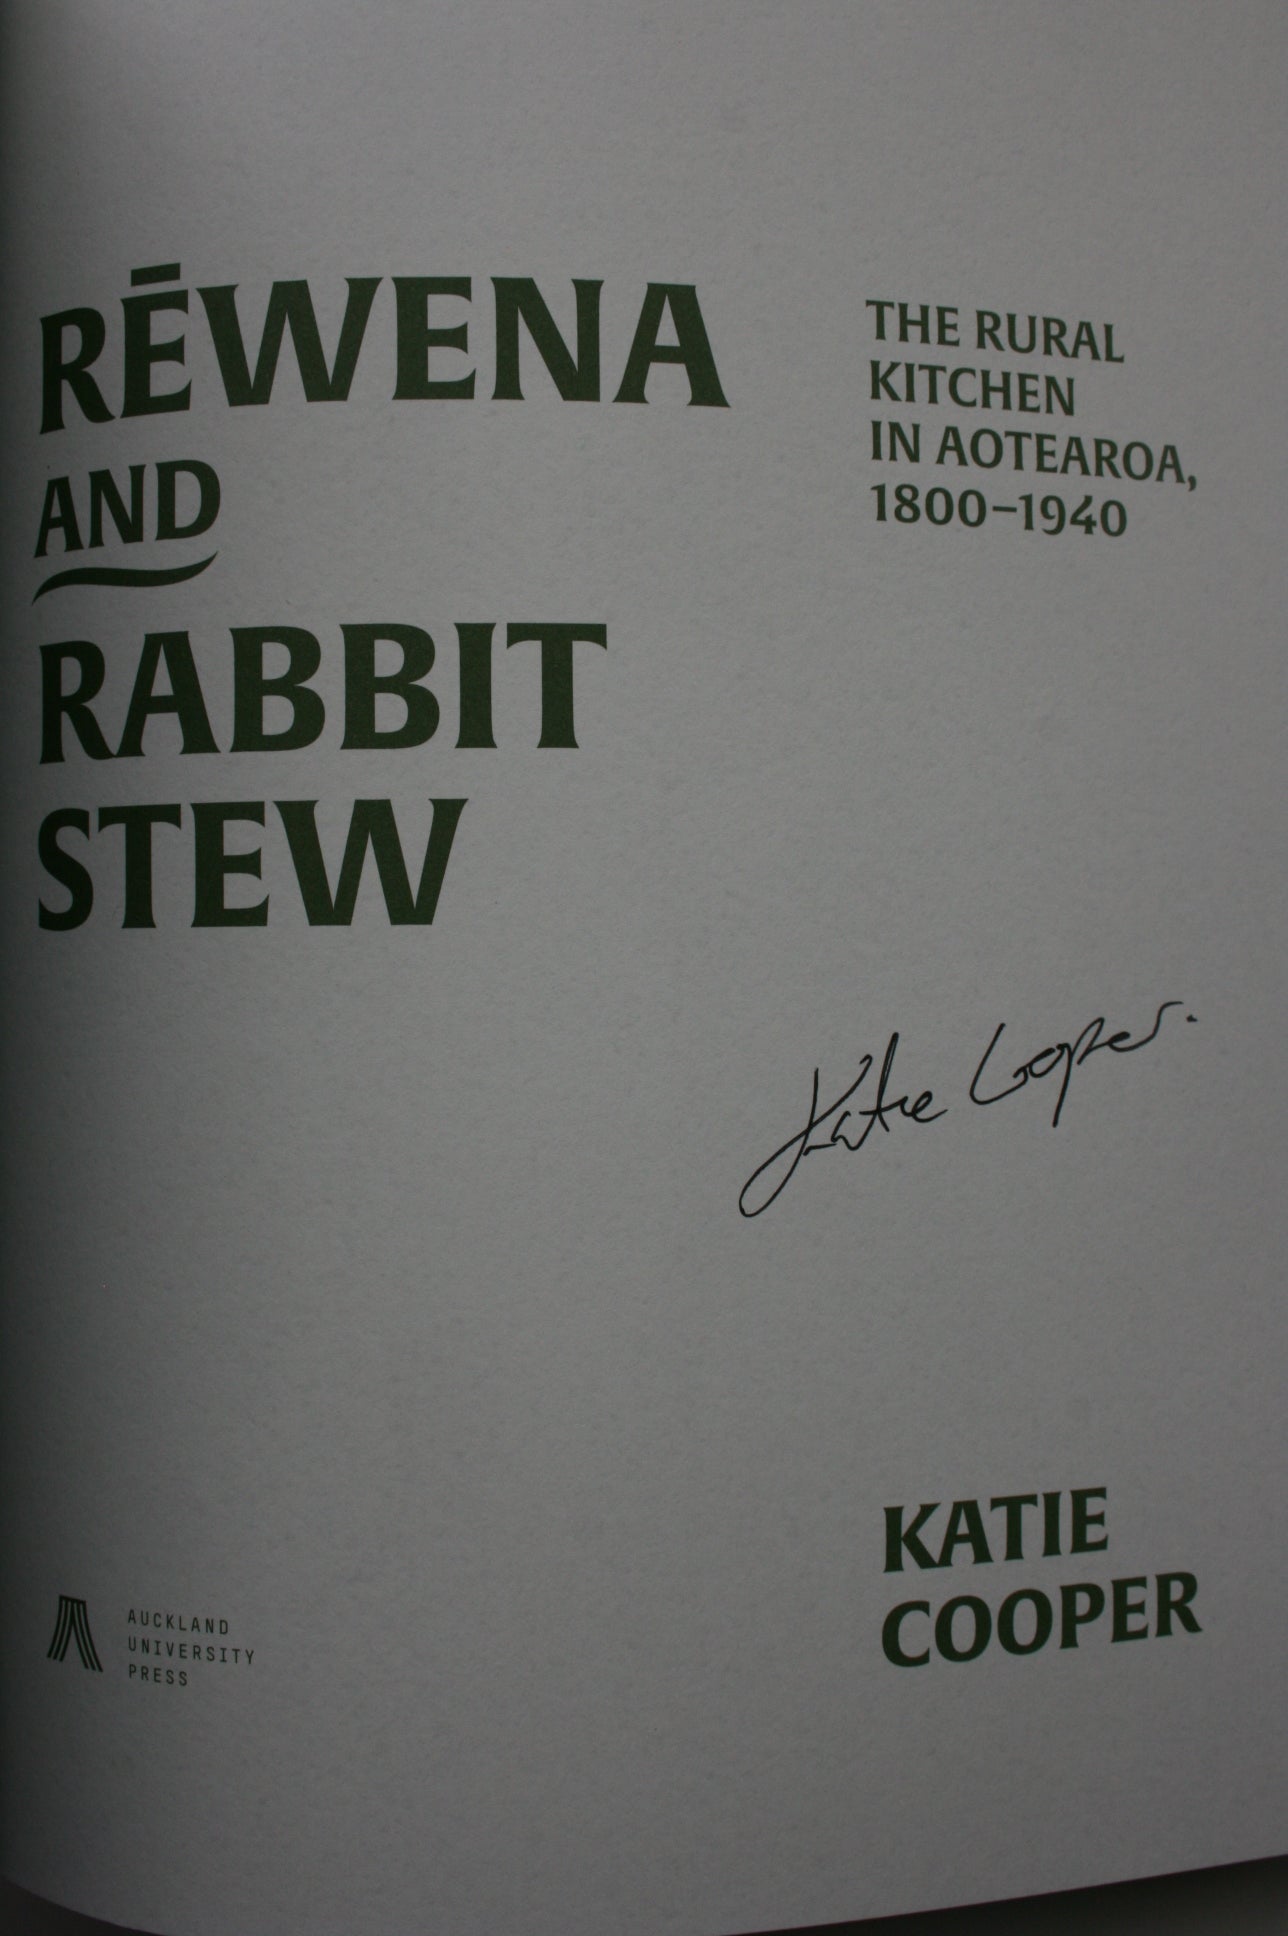 RĒWENA
AND
RABBIT
STEW
THE RURAL
KITCHEN
IN AOTEAROA,
1800–1940
Katie Cooper.
KATIE
COOPER
AUCKLAND
UNIVERSITY
PRESS